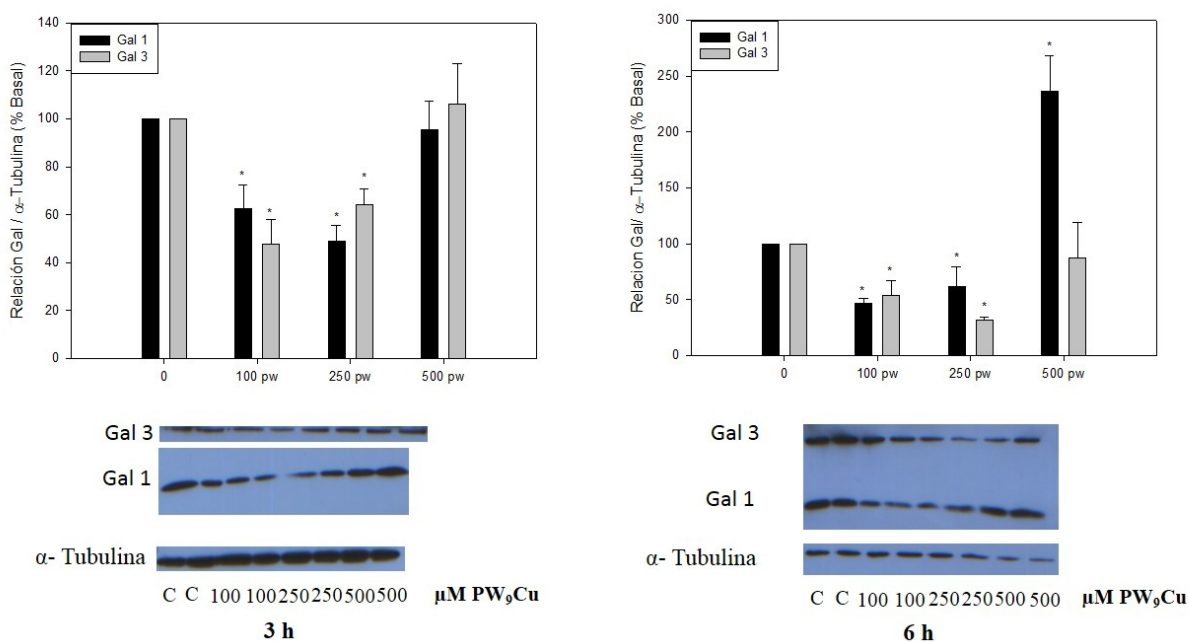 Relación Gal / α-Tubulina (% Basal)
140
120
100
80
60
40
20
0
Gal 1
Gal 3
* * * *
0 100 pw 250 pw 500 pw
Gal 3
Gal 1
α- Tubulina
C C 100 100 250 250 500 500 μM PW₉Cu
3 h
Relacion Gal/ α-Tubulina (% Basal)
300
250
200
150
100
50
0
Gal 1
Gal 3
* * * * *
0 100 pw 250 pw 500 pw
Gal 3
Gal 1
α- Tubulina
C C 100 100 250 250 500 500 μM PW₉Cu
6 h